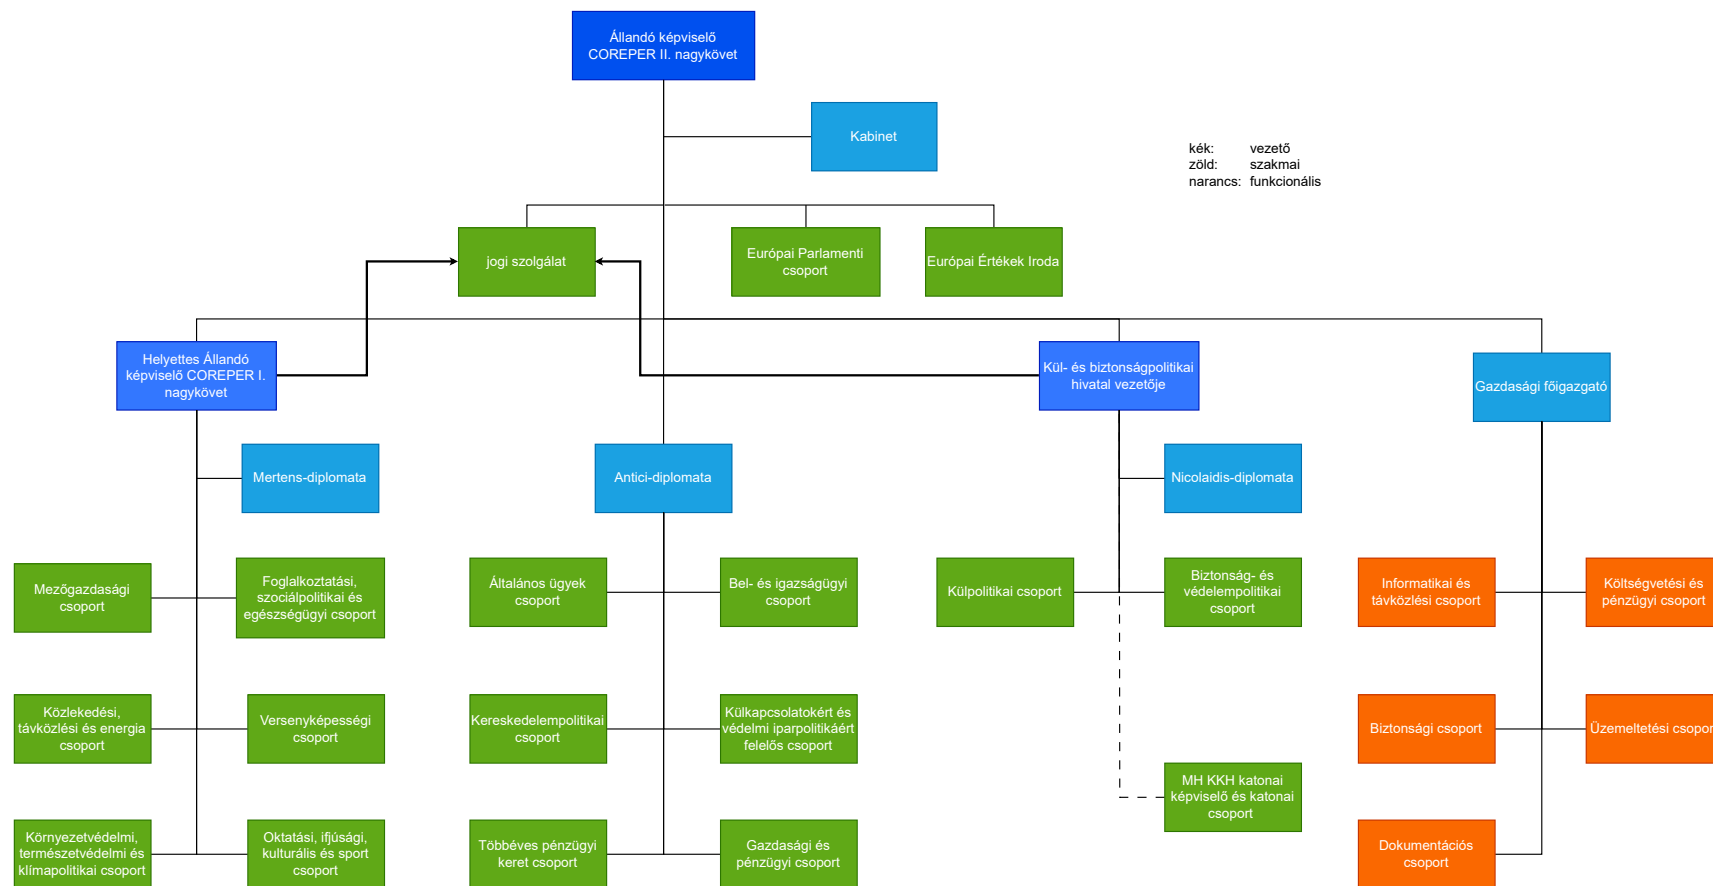 Állandó képviselő
COREPER II. nagykövet
Kabinet
kék: vezető
zöld: szakmai
narancs: funkcionális
jogi szolgálat
Európai Parlamenti
csoport
Európai Értékek Iroda
Helyettes Állandó
képviselő COREPER I.
nagykövet
Kül- és biztonságpolitikai
hivatal vezetője
Gazdasági főigazgató
Mertens-diplomata
Antici-diplomata
Nicolaidis-diplomata
Mezőgazdasági
csoport
Foglalkoztatási,
szociálpolitikai és
egészségügyi csoport
Általános ügyek
csoport
Bel- és igazságügyi
csoport
Külpolitikai csoport
Biztonság- és
védelempolitikai
csoport
Informatikai és
távközlési csoport
Költségvetési és
pénzügyi csoport
Közlekedési,
távközlési és energia
csoport
Versenyképességi
csoport
Kereskedelempolitikai
csoport
Külkapcsolatokért és
védelmi iparpolitikáért
felelős csoport
Biztonsági csoport
Üzemeltetési csoport
MH KKH katonai
képviselő és katonai
csoport
Környezetvédelmi,
természetvédelmi és
klímapolitikai csoport
Oktatási, ifjúsági,
kulturális és sport
csoport
Többéves pénzügyi
keret csoport
Gazdasági és
pénzügyi csoport
Dokumentációs
csoport